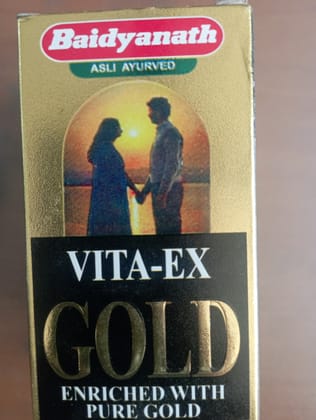 Baidyanath
ASLI AYURVED
VITA-EX
GOLD
ENRICHED WITH
PURE GOLD